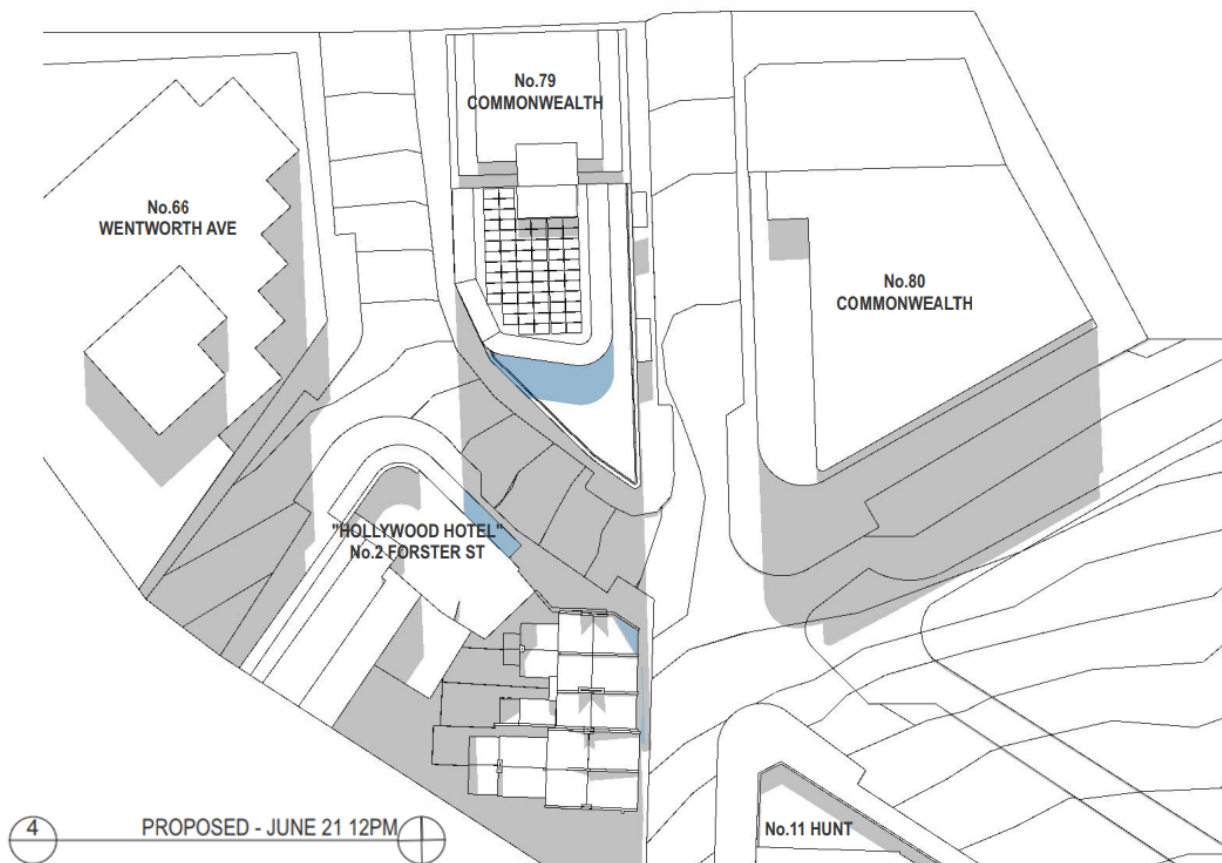 No.79
COMMONWEALTH
No.66
WENTWORTH AVE
No.80
COMMONWEALTH
"HOLLYWOOD HOTEL"
No.2 FORSTER ST
No.11 HUNT
4
PROPOSED - JUNE 21 12PM